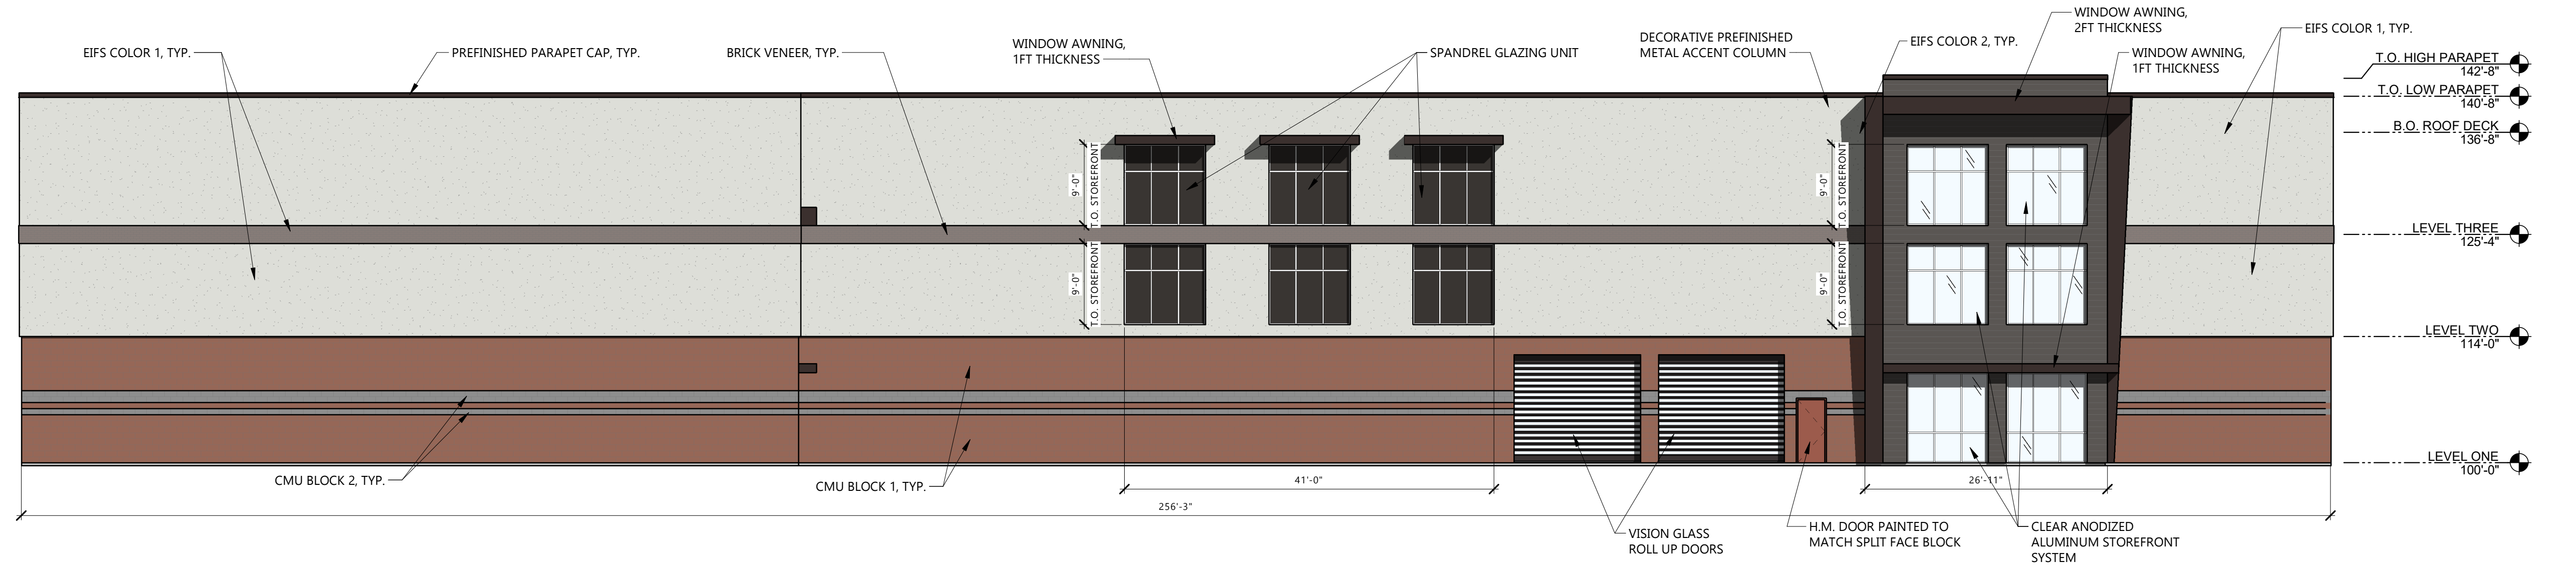 WINDOW AWNING,
2FT THICKNESS
EIFS COLOR 1, TYP.
PREFINISHED PARAPET CAP, TYP.
BRICK VENEER, TYP.
WINDOW AWNING,
1FT THICKNESS
SPANDREL GLAZING UNIT
DECORATIVE PREFINISHED
METAL ACCENT COLUMN
EIFS COLOR 2, TYP.
WINDOW AWNING,
1FT THICKNESS
EIFS COLOR 1, TYP.
T.O. HIGH PARAPET
142'-8"
T.O. LOW PARAPET
140'-8"
B.O. ROOF DECK
136'-8"
9'-0"
T.O. STOREFRONT
9'-0"
T.O. STOREFRONT
LEVEL THREE
125'-4"
9'-0"
T.O. STOREFRONT
9'-0"
T.O. STOREFRONT
LEVEL TWO
114'-0"
LEVEL ONE
100'-0"
CMU BLOCK 2, TYP.
CMU BLOCK 1, TYP.
41'-0"
26'-11"
256'-3"
VISION GLASS
ROLL UP DOORS
H.M. DOOR PAINTED TO
MATCH SPLIT FACE BLOCK
CLEAR ANODIZED
ALUMINUM STOREFRONT
SYSTEM